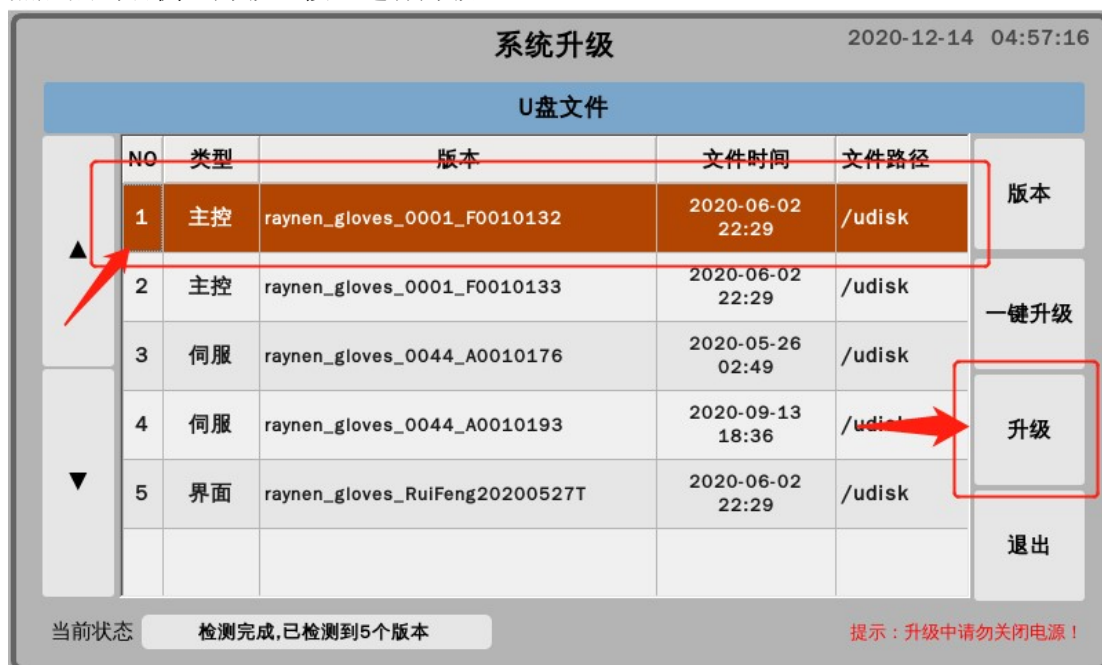 系统升级 2020-12-14 04:57:16
U盘文件
NO 类型 版本 文件时间 文件路径
1 主控 raynen_gloves_0001_F0010132 2020-06-02 22:29 /udisk
2 主控 raynen_gloves_0001_F0010133 2020-06-02 22:29 /udisk
3 伺服 raynen_gloves_0044_A0010176 2020-05-26 02:49 /udisk
4 伺服 raynen_gloves_0044_A0010193 2020-09-13 18:36
5 界面 raynen_gloves_RuiFeng20200527T 2020-06-02 22:29 /udisk
▲
▼
版本
一键升级
升级
退出
当前状态 检测完成,已检测到5个版本
提示：升级中请勿关闭电源！